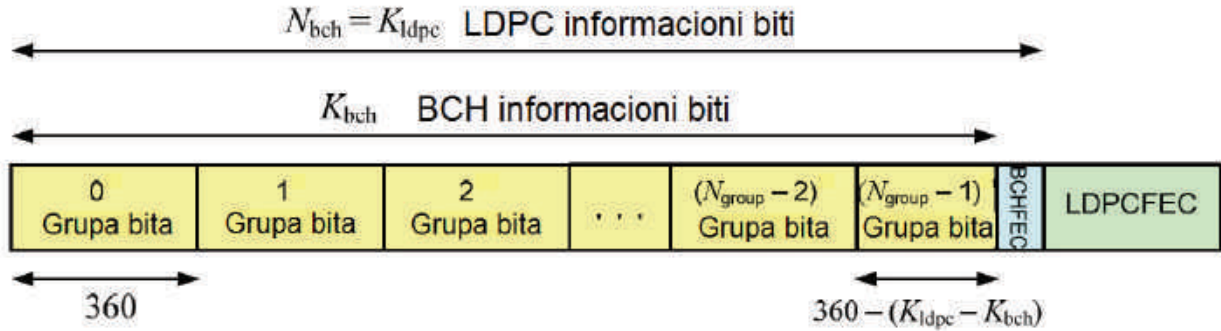 N_bch = K_ldpc LDPC informacioni biti
K_bch BCH informacioni biti
0
Grupa bita
1
Grupa bita
2
Grupa bita
. . .
(N_group – 2)
Grupa bita
(N_group – 1)
Grupa bita
BCHFEC
LDPCFEC
360
360 – (K_ldpc – K_bch)